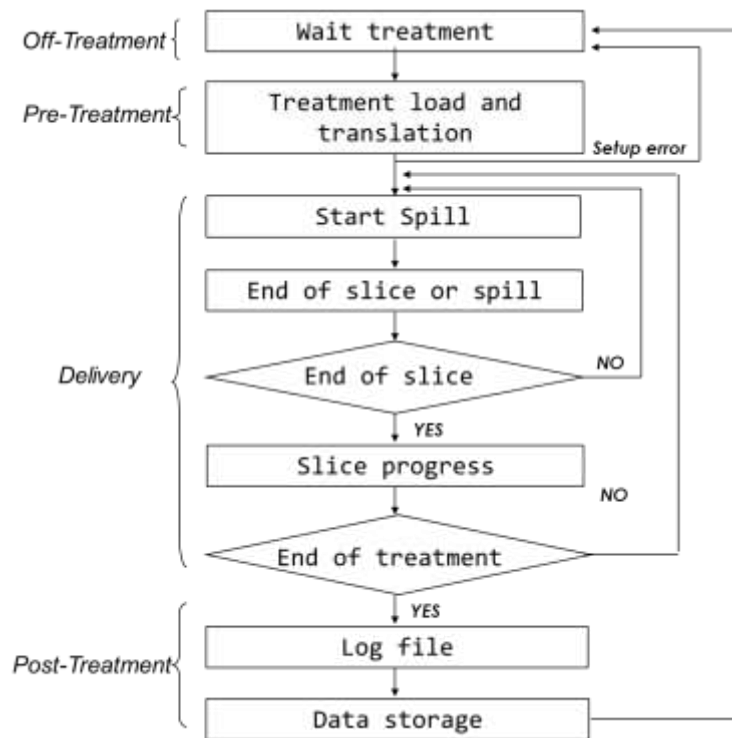 Off-Treatment
Wait treatment
Pre-Treatment
Treatment load and
translation
Setup error
Start Spill
End of slice or spill
Delivery
End of slice
NO
YES
Slice progress
NO
End of treatment
YES
Log file
Post-Treatment
Data storage